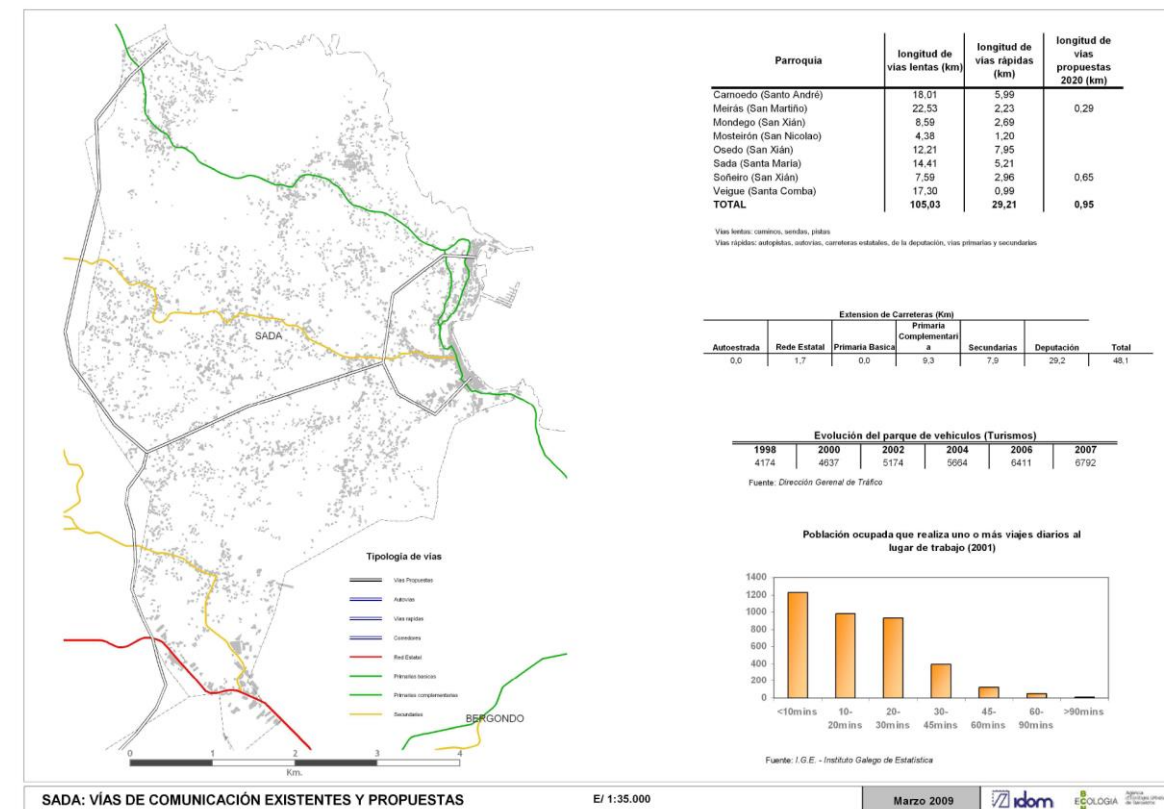 SADA
BERGONDO
Tipología de vías
Vias Propuestas
Autovías
Vias rapidas
Corredores
Red Estatal
Primarias basicas
Primarias complementarias
Secundarias
0 1 2 3 4
Km.
Parroquia | longitud de vias lentas (km) | longitud de vias rápidas (km) | longitud de vias propuestas 2020 (km)
Carnoedo (Santo André) 18,01 5,99
Meirás (San Martiño) 22,53 2,23 0,29
Mondego (San Xián) 8,59 2,69
Mosteirón (San Nicolao) 4,38 1,20
Osedo (San Xián) 12,21 7,95
Sada (Santa María) 14,41 5,21
Soñeiro (San Xián) 7,59 2,96 0,65
Veigue (Santa Comba) 17,30 0,99
TOTAL 105,03 29,21 0,95
Vias lentas: caminos, sendas, pistas
Vias rápidas: autopistas, autovías, carreteras estatales, de la deputación, vias primarias y secundarias
Extension de Carreteras (Km)
Autoestrada | Rede Estatal | Primaria Basica | Primaria Complementari a | Secundarias | Deputación | Total
0,0 1,7 0,0 9,3 7,9 29,2 48,1
Evolución del parque de vehiculos (Turismos)
1998 2000 2002 2004 2006 2007
4174 4637 5174 5664 6411 6792
Fuente: Dirección Gerenal de Tráfico
Población ocupada que realiza uno o más viajes diarios al
lugar de trabajo (2001)
1400
1200
1000
800
600
400
200
0
<10mins 10-20mins 20-30mins 30-45mins 45-60mins 60-90mins >90mins
Fuente: I.G.E. - Instituto Galego de Estatística
SADA: VÍAS DE COMUNICACIÓN EXISTENTES Y PROPUESTAS E/ 1:35.000 Marzo 2009 idom ECOLOGIA